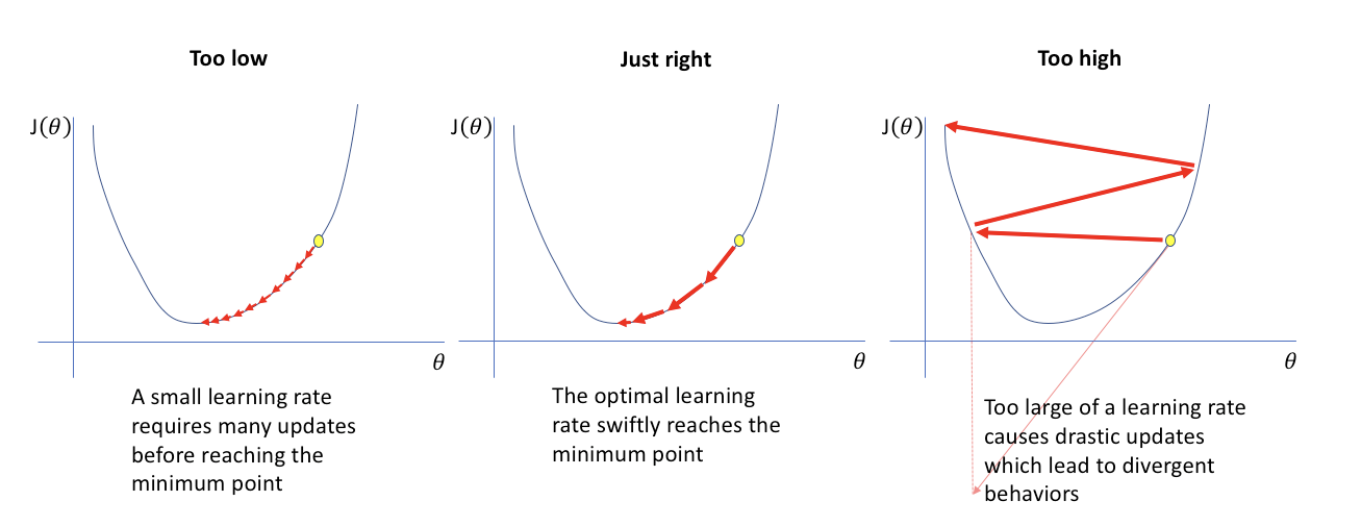 Too low
J(θ)
θ
A small learning rate
requires many updates
before reaching the
minimum point
Just right
J(θ)
θ
The optimal learning
rate swiftly reaches the
minimum point
Too high
J(θ)
θ
Too large of a learning rate
causes drastic updates
which lead to divergent
behaviors